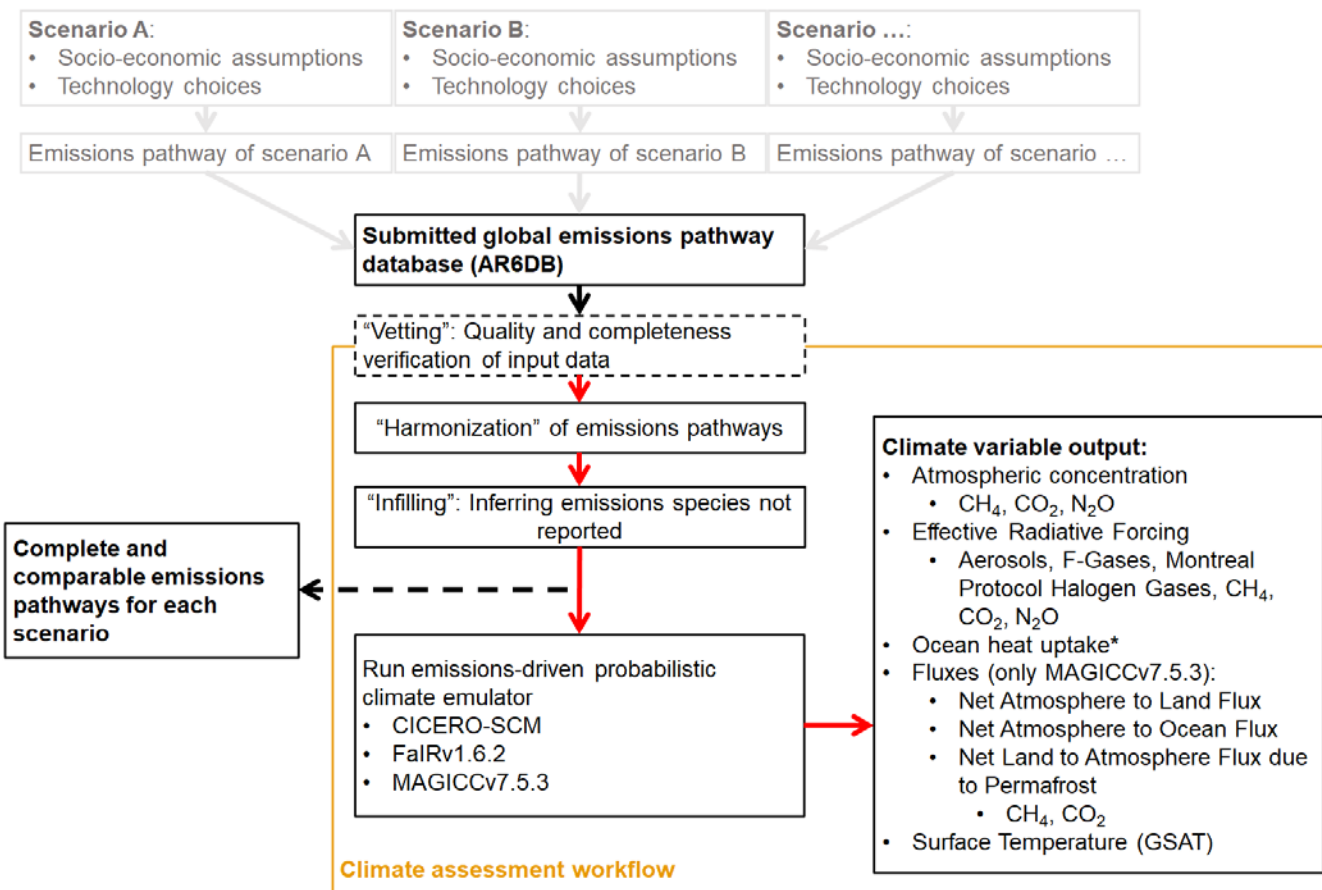 Scenario A:
• Socio-economic assumptions
• Technology choices
Scenario B:
• Socio-economic assumptions
• Technology choices
Scenario …:
• Socio-economic assumptions
• Technology choices
Emissions pathway of scenario A
Emissions pathway of scenario B
Emissions pathway of scenario …
Submitted global emissions pathway
database (AR6DB)
“Vetting”: Quality and completeness
verification of input data
“Harmonization” of emissions pathways
“Infilling”: Inferring emissions species not
reported
Complete and
comparable emissions
pathways for each
scenario
Run emissions-driven probabilistic
climate emulator
• CICERO-SCM
• FaIRv1.6.2
• MAGICCv7.5.3
Climate variable output:
• Atmospheric concentration
• CH₄, CO₂, N₂O
• Effective Radiative Forcing
• Aerosols, F-Gases, Montreal
Protocol Halogen Gases, CH₄,
CO₂, N₂O
• Ocean heat uptake*
• Fluxes (only MAGICCv7.5.3):
• Net Atmosphere to Land Flux
• Net Atmosphere to Ocean Flux
• Net Land to Atmosphere Flux due
to Permafrost
• CH₄, CO₂
• Surface Temperature (GSAT)
Climate assessment workflow